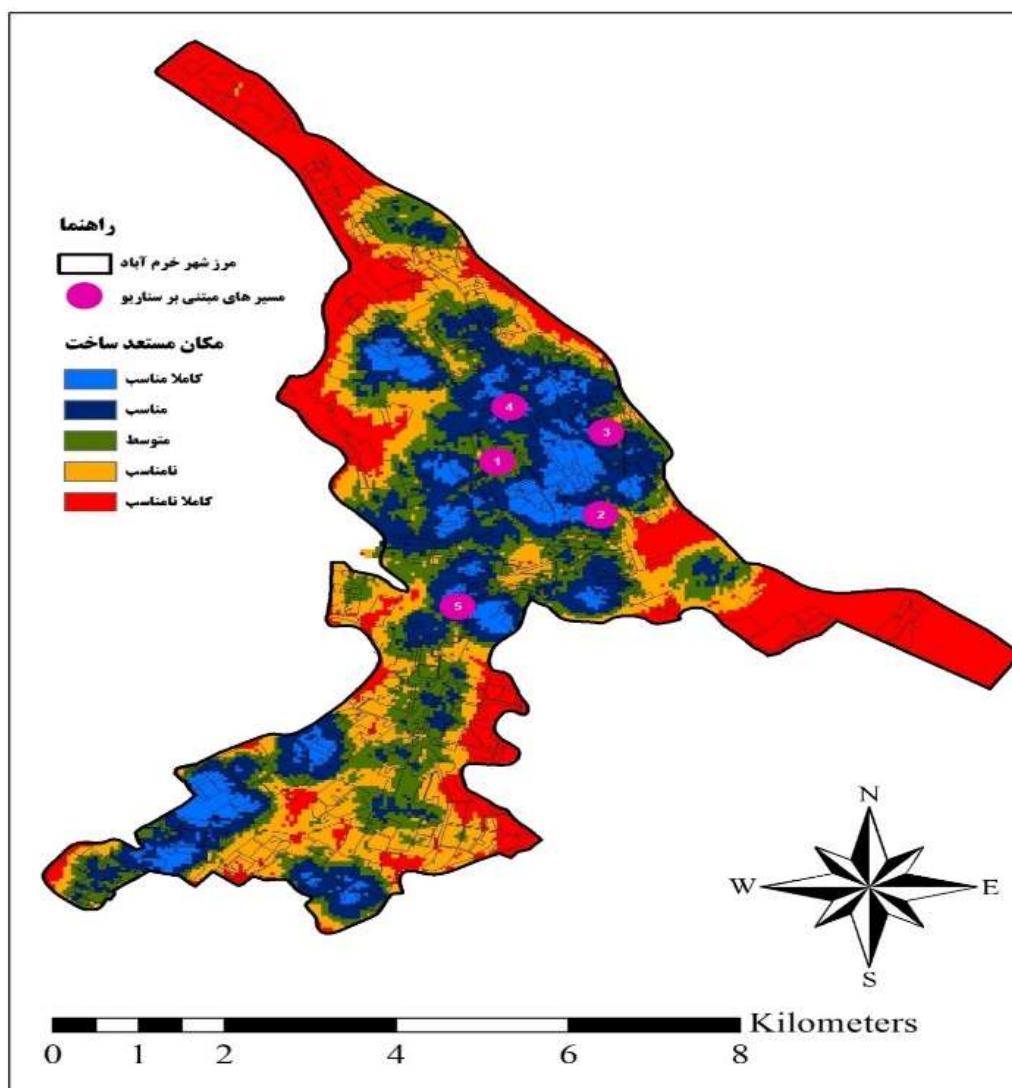 راهنما
مرز شهر خرم آباد
مسیر های مبتنی بر سناریو
مکان مستعد ساخت
کاملا مناسب
مناسب
متوسط
نامناسب
کاملا نامناسب
4
3
1
2
5
N
W E
S
0 1 2 4 6 8 Kilometers